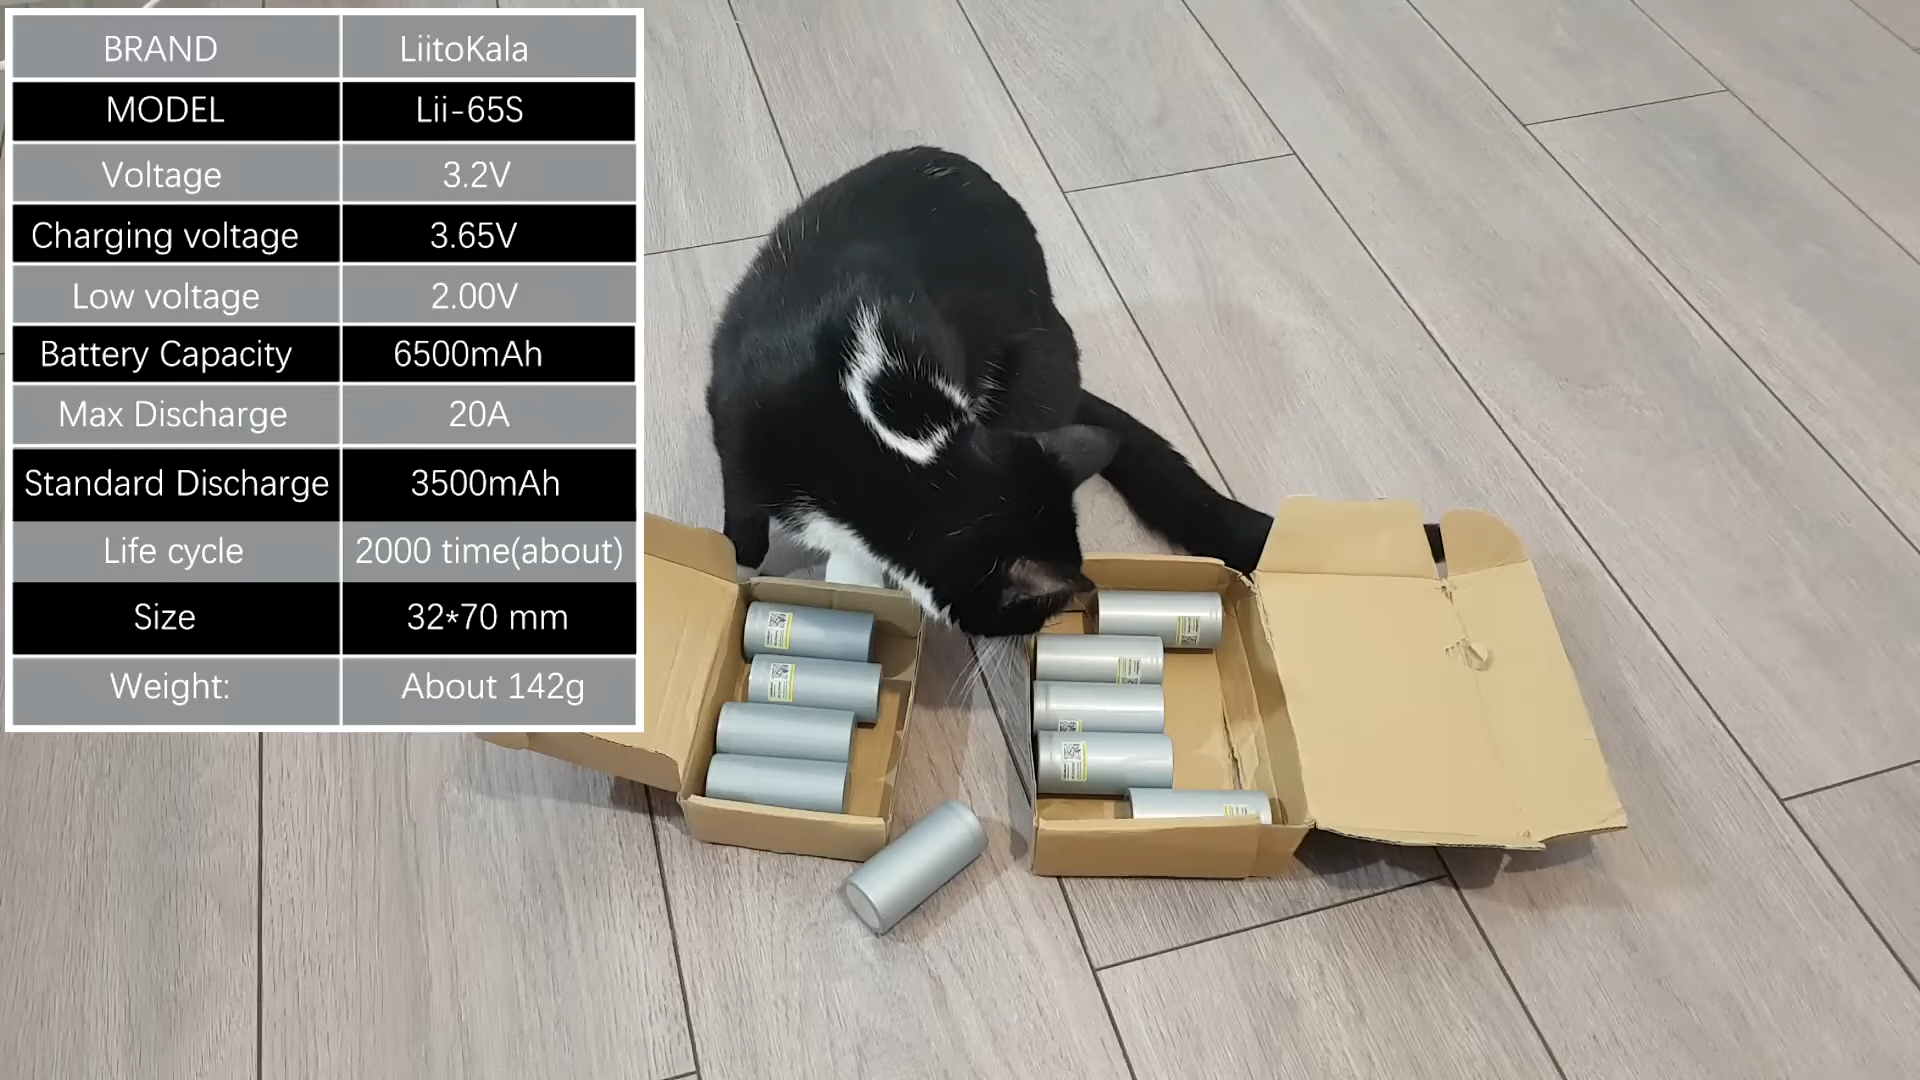 BRAND LiitoKala
MODEL Lii-65S
Voltage 3.2V
Charging voltage 3.65V
Low voltage 2.00V
Battery Capacity 6500mAh
Max Discharge 20A
Standard Discharge 3500mAh
Life cycle 2000 time(about)
Size 32*70 mm
Weight: About 142g